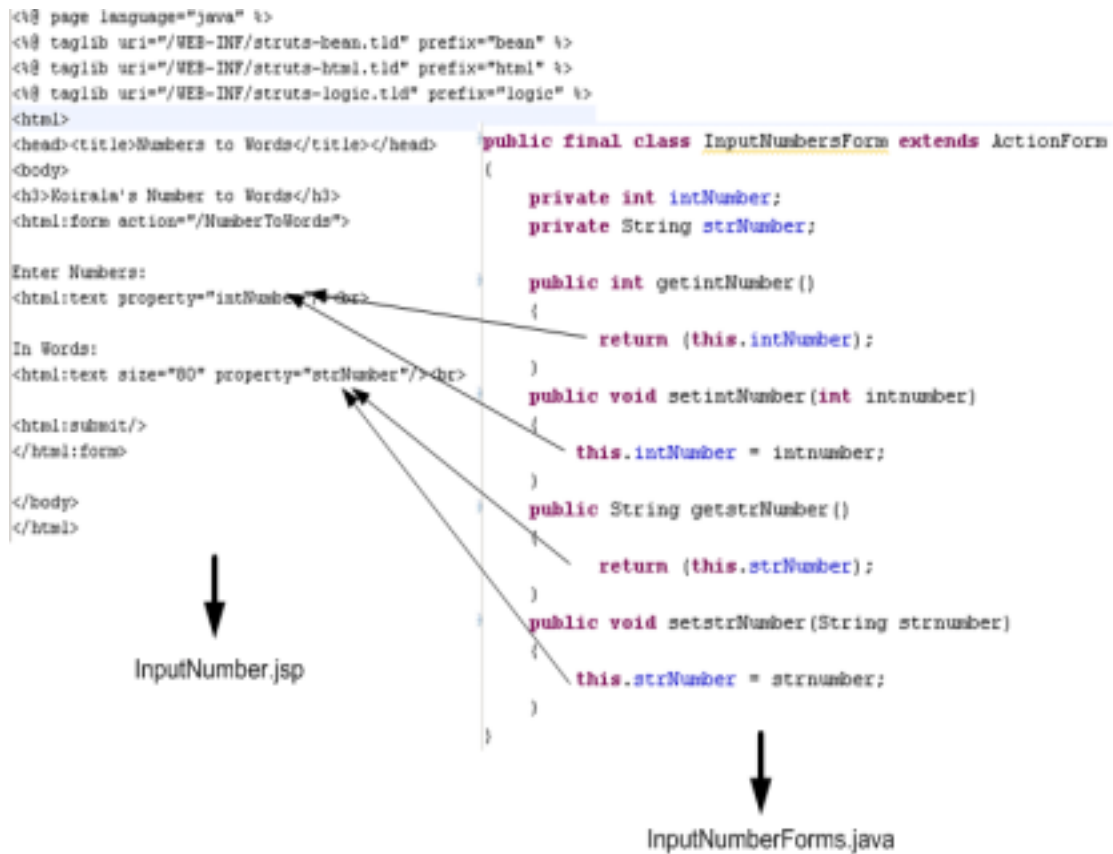 <%@ page language="java" %>
<%@ taglib uri="/WEB-INF/struts-bean.tld" prefix="bean" %>
<%@ taglib uri="/WEB-INF/struts-html.tld" prefix="html" %>
<%@ taglib uri="/WEB-INF/struts-logic.tld" prefix="logic" %>
<html>
<head><title>Numbers to Words</title></head>
<body>
<h3>Koirala's Number to Words</h3>
<html:form action="/NumberToWords">
Enter Numbers:
<html:text property="intNumber"/><br>
In Words:
<html:text size="80" property="strNumber"/><br>
<html:submit/>
</html:form>
</body>
</html>
InputNumber.jsp
public final class InputNumbersForm extends ActionForm
{
private int intNumber;
private String strNumber;
public int getintNumber()
{
return (this.intNumber);
}
public void setintNumber(int intnumber)
{
this.intNumber = intnumber;
}
public String getstrNumber()
{
return (this.strNumber);
}
public void setstrNumber(String strnumber)
{
this.strNumber = strnumber;
}
}
InputNumberForms.java